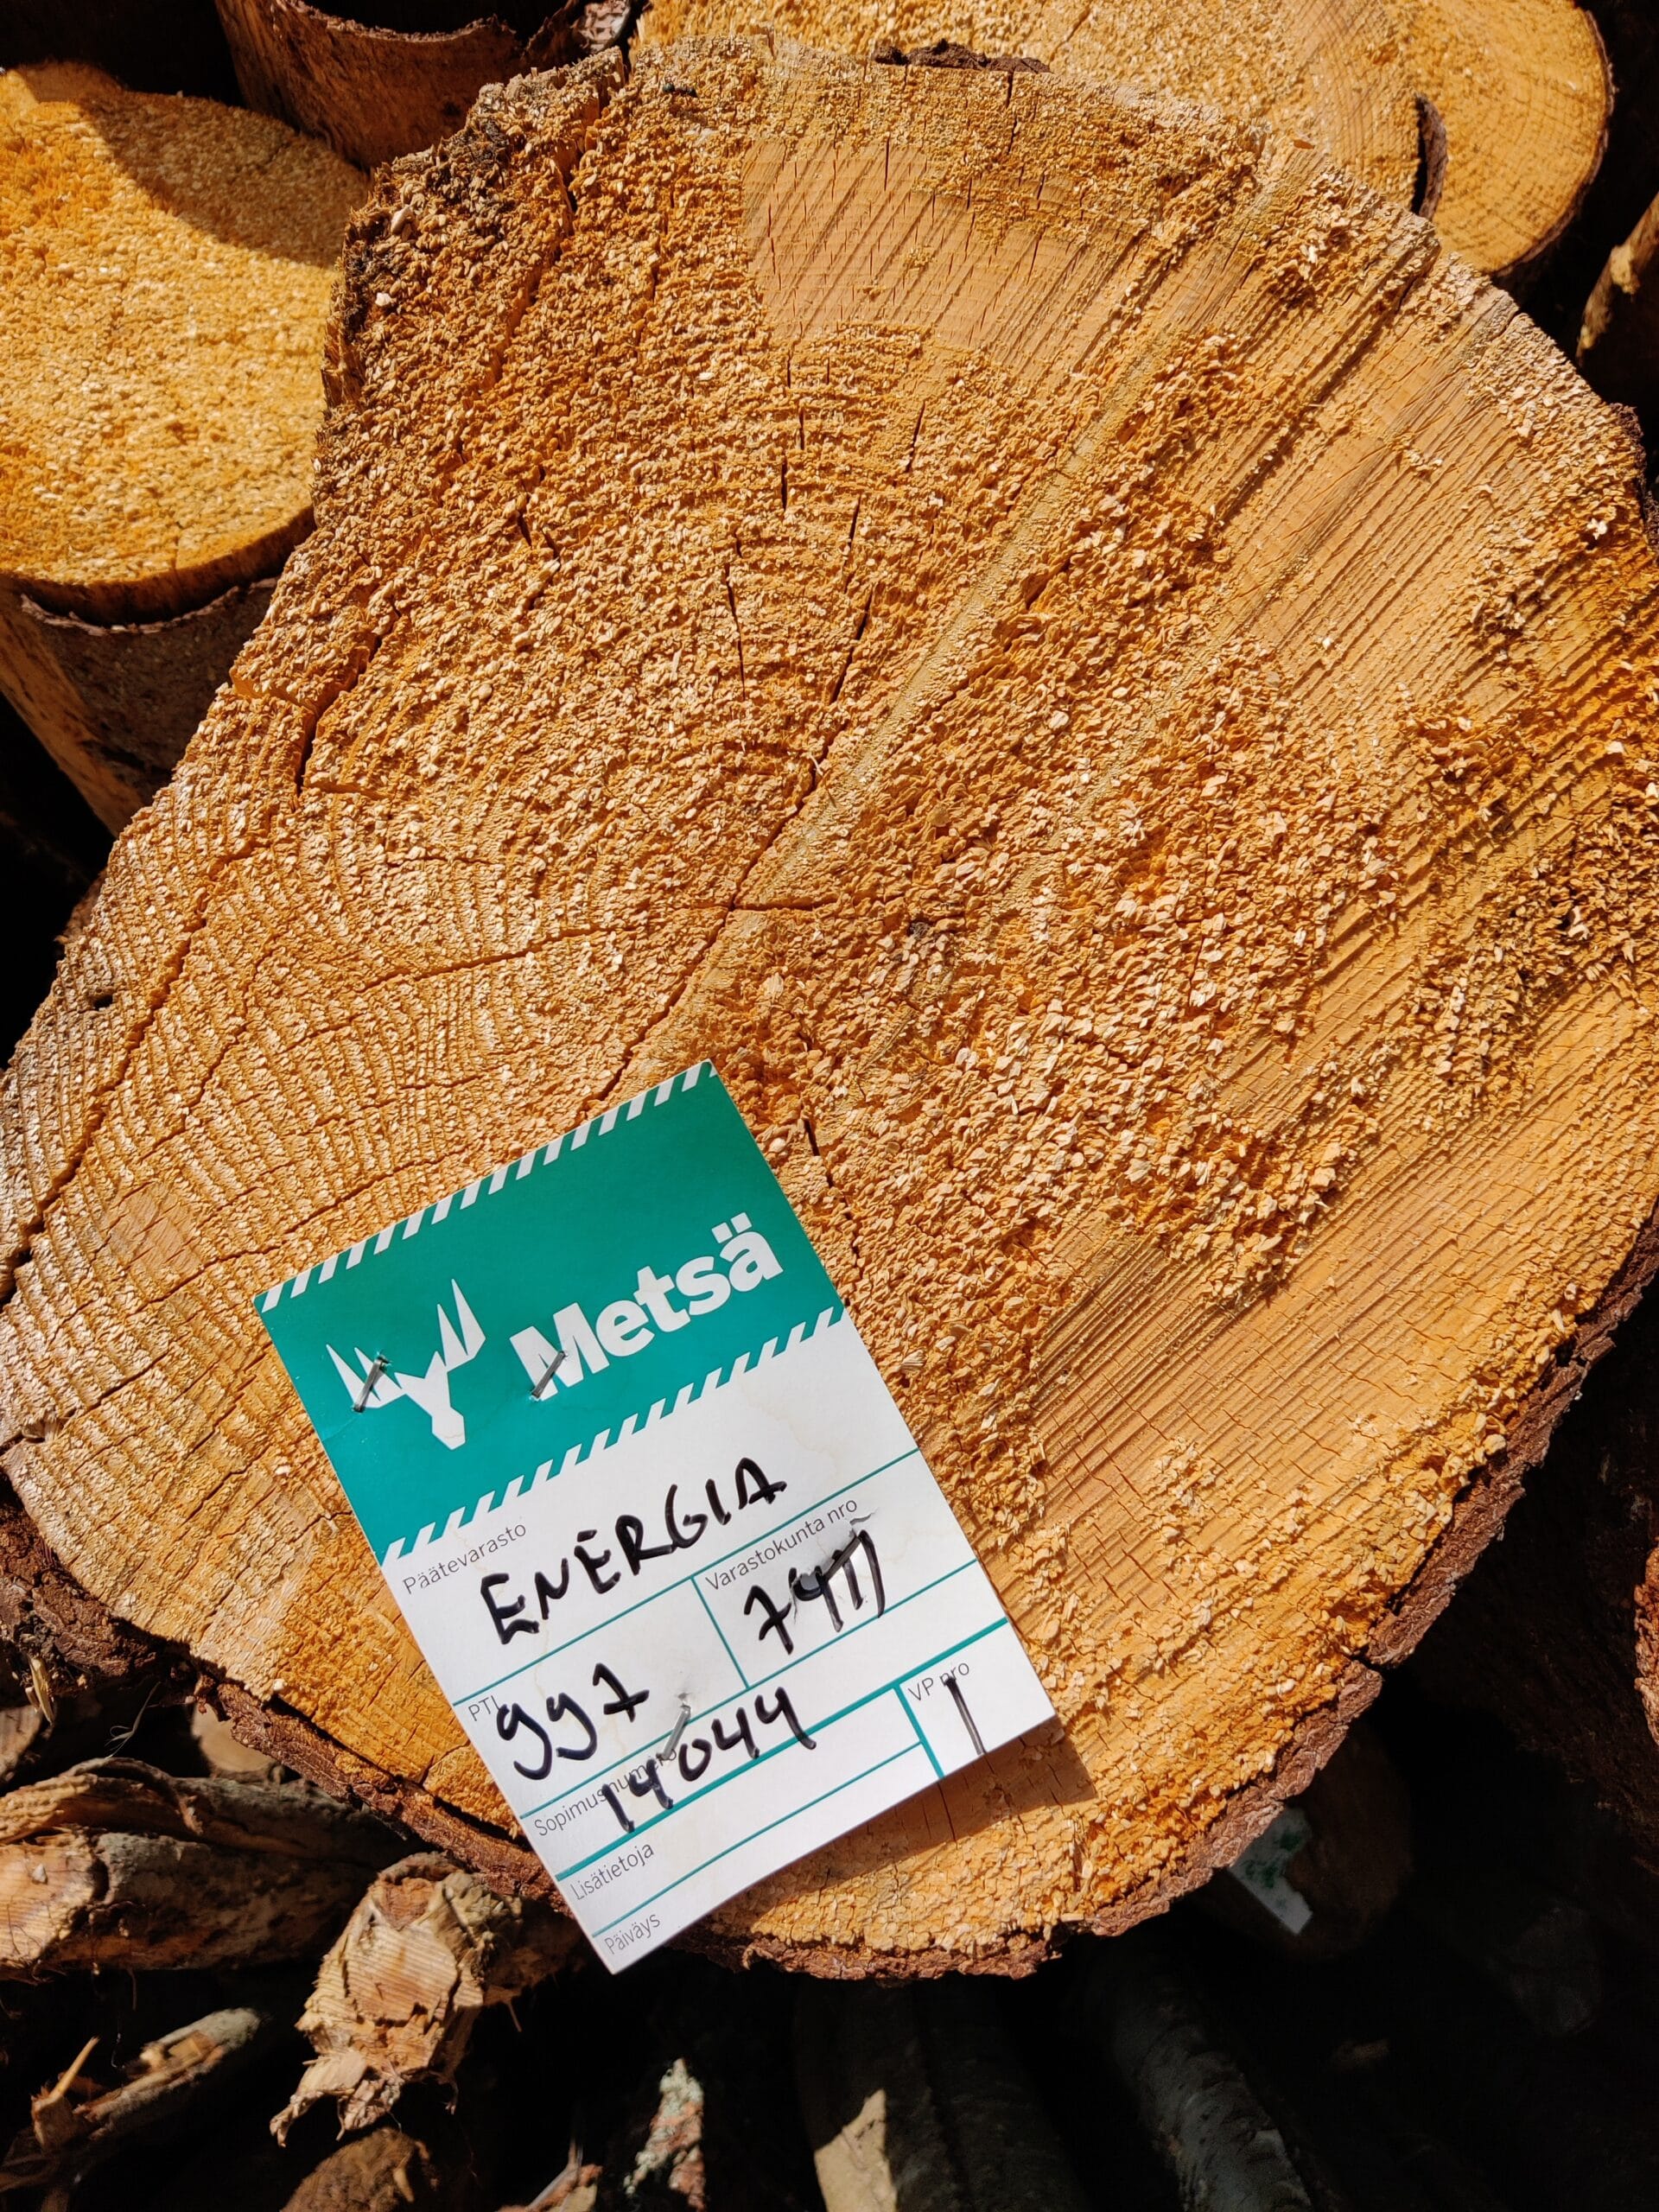 Metsä
Päätevarasto
ENERGIA
PTL
Varastokunta nro
997
Sopimusnumero
VP nro
14044
1
Lisätietoja
Päiväys